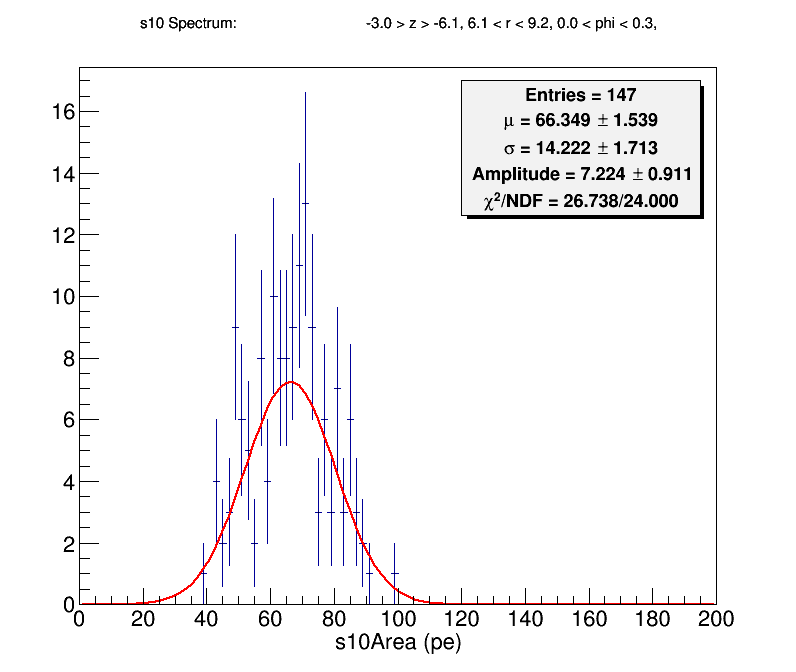 s10 Spectrum: -3.0 > z > -6.1, 6.1 < r < 9.2, 0.0 < phi < 0.3,
Entries = 147
μ = 66.349 ± 1.539
σ = 14.222 ± 1.713
Amplitude = 7.224 ± 0.911
χ²/NDF = 26.738/24.000
16
14
12
10
8
6
4
2
0
0 20 40 60 80 100 120 140 160 180 200
s10Area (pe)